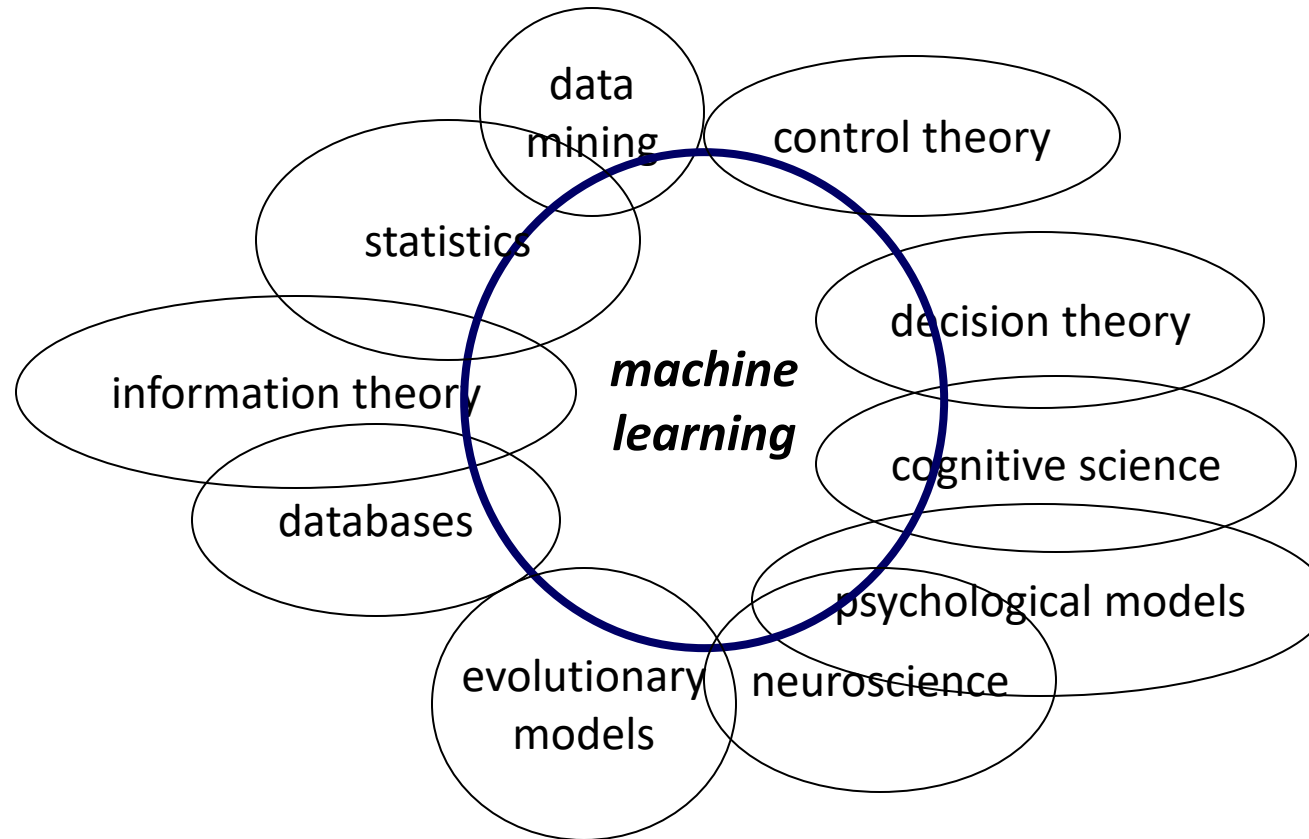 data
mining
control theory
statistics
decision theory
machine
learning
information theory
cognitive science
databases
psychological models
evolutionary
models
neuroscience